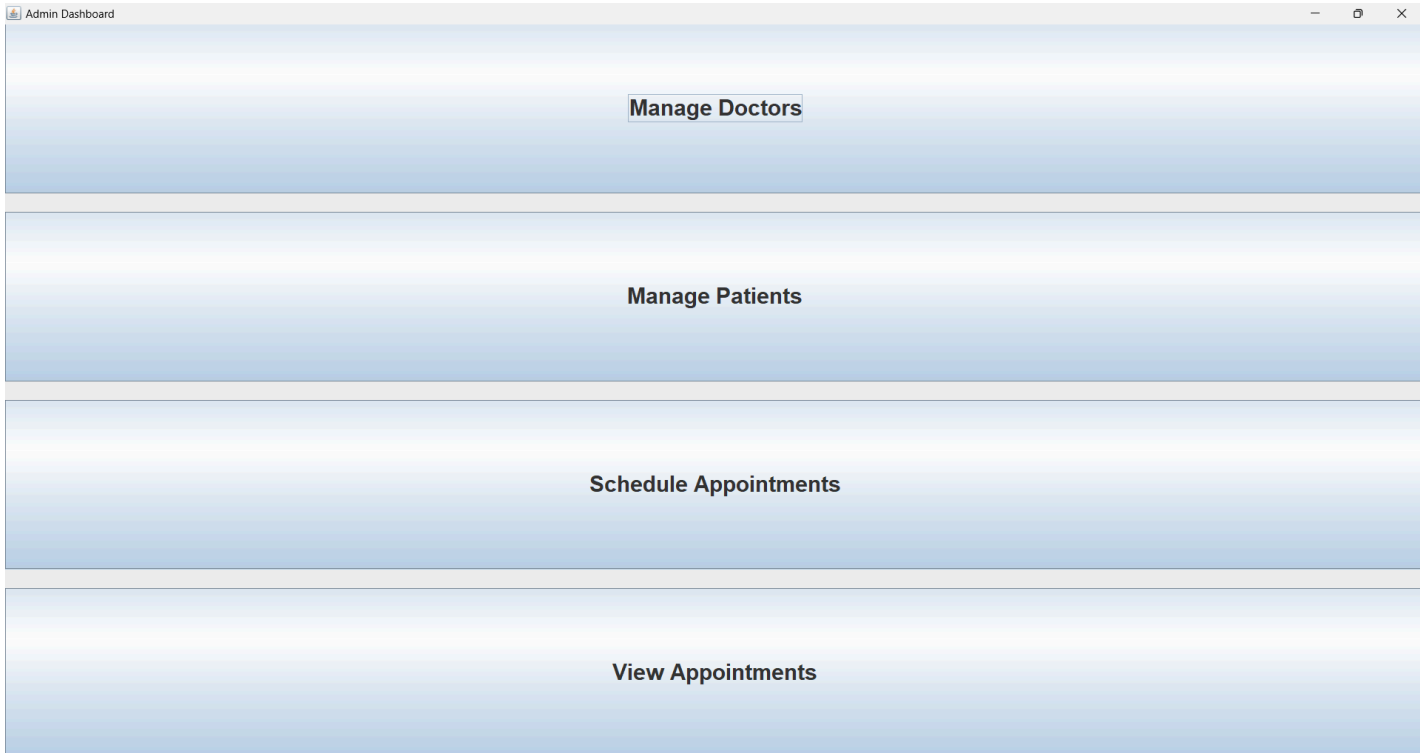 Admin Dashboard
Manage Doctors
Manage Patients
Schedule Appointments
View Appointments